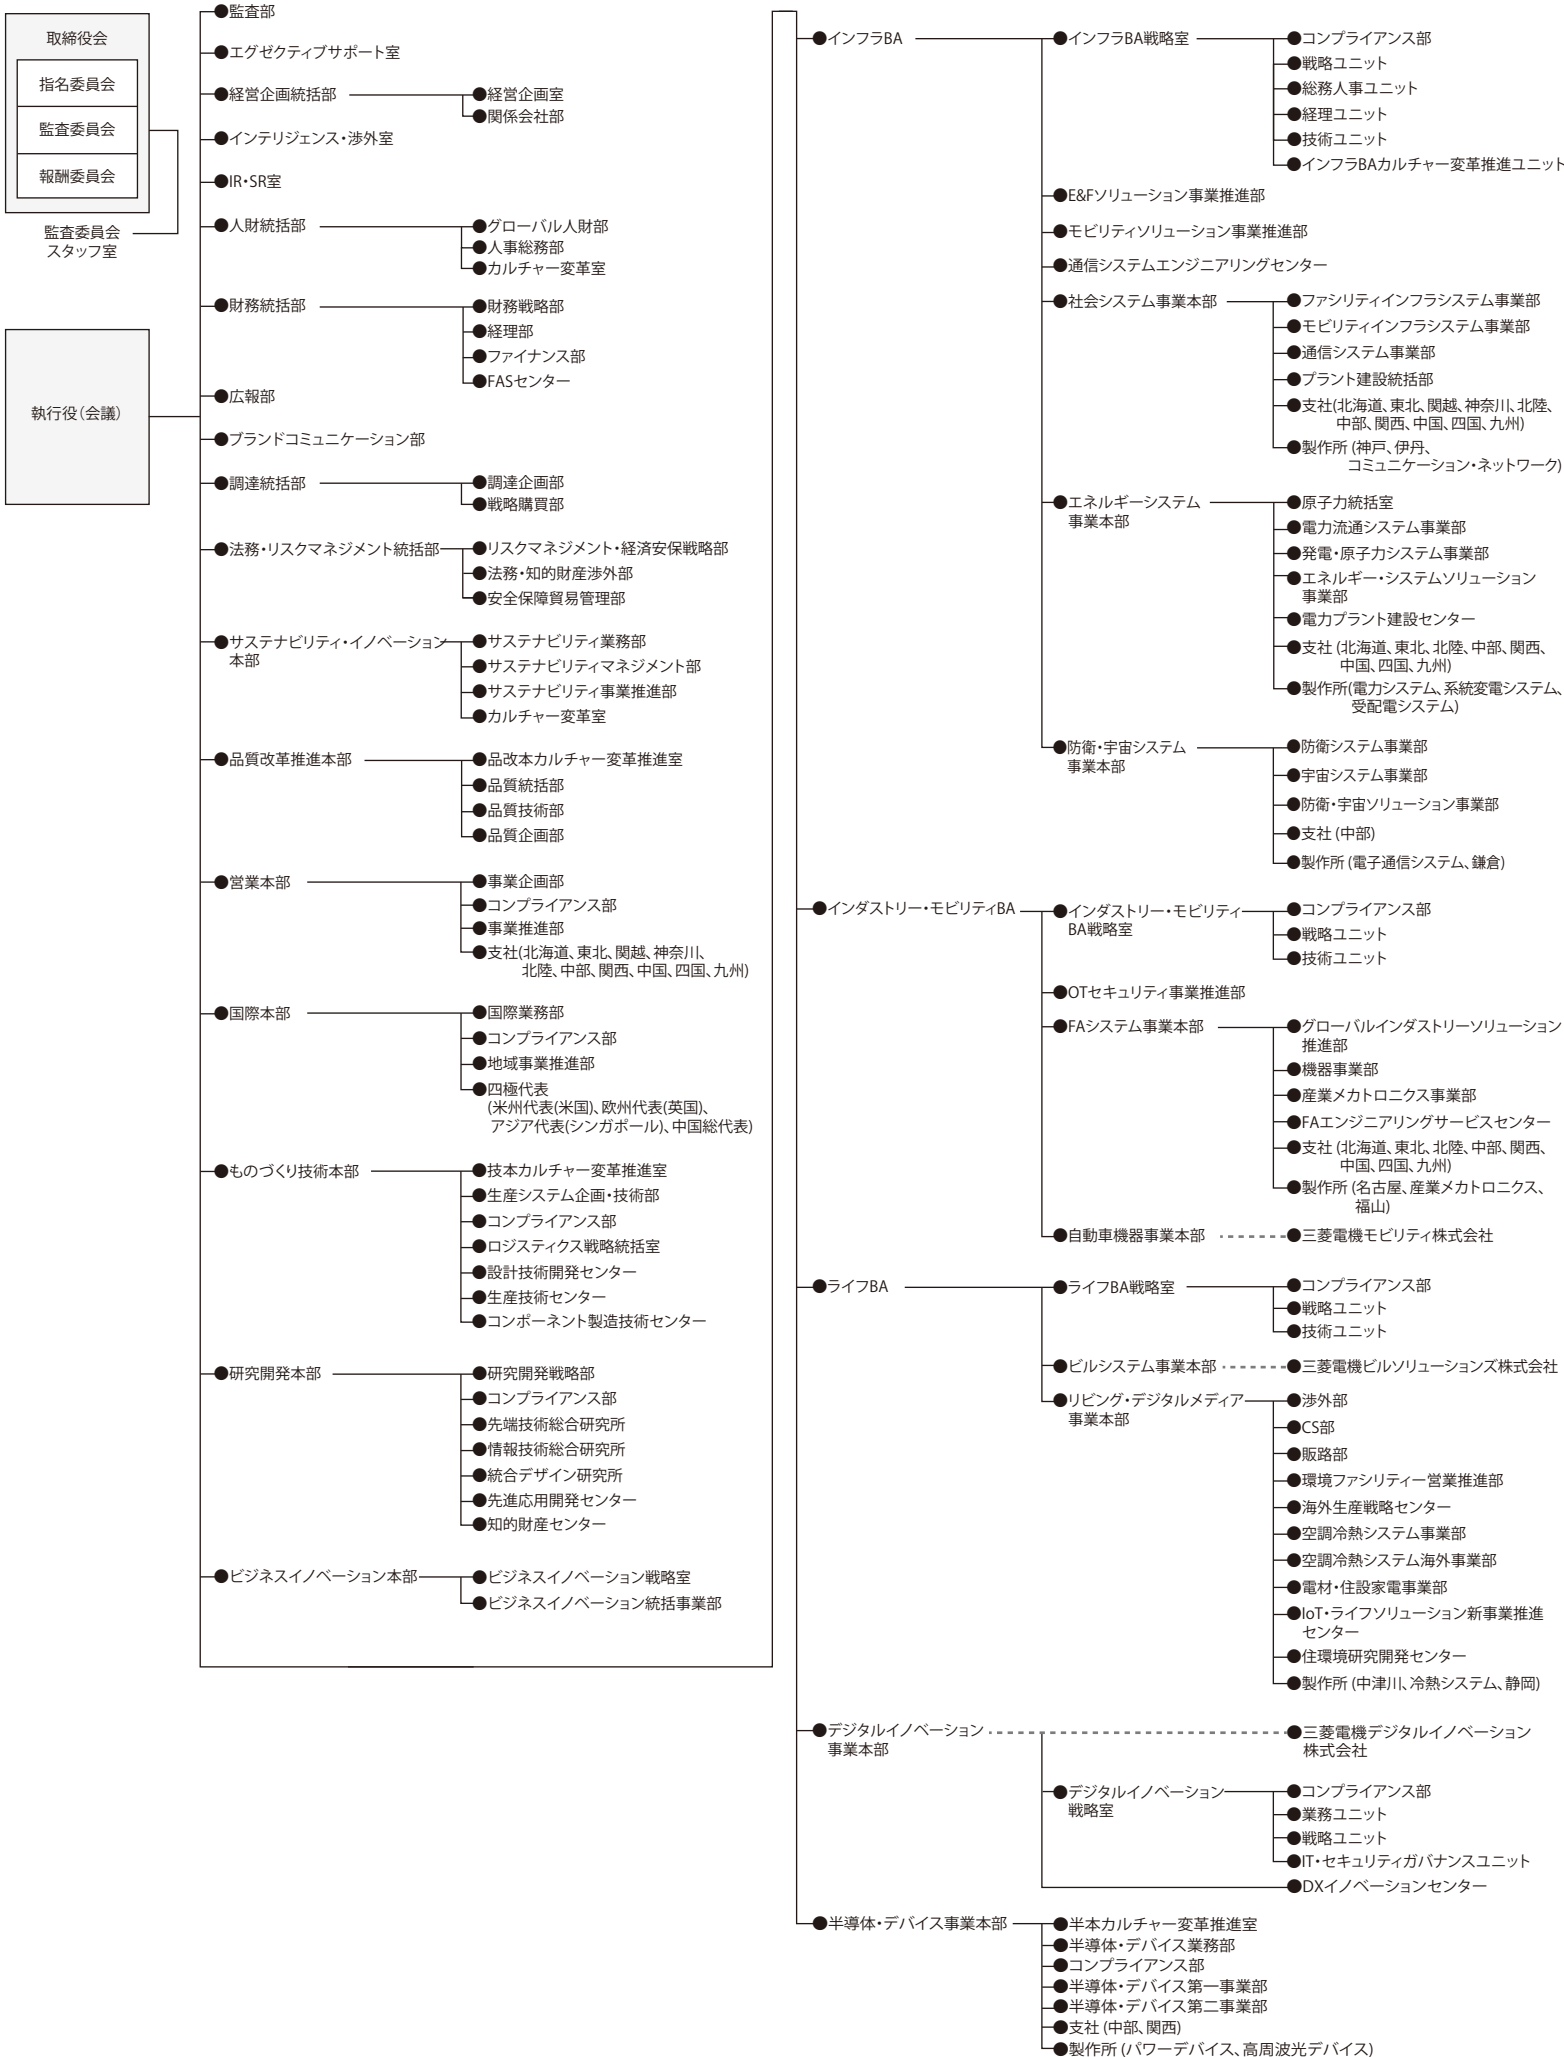 取締役会
指名委員会
監査委員会
報酬委員会
監査委員会
スタッフ室
執行役(会議)
●監査部
●エグゼクティブサポート室
●経営企画統括部
●経営企画室
●関係会社部
●インテリジェンス・渉外室
●IR・SR室
●人財統括部
●グローバル人財部
●人事総務部
●カルチャー変革室
●財務統括部
●財務戦略部
●経理部
●ファイナンス部
●FASセンター
●広報部
●ブランドコミュニケーション部
●調達統括部
●調達企画部
●戦略購買部
●法務・リスクマネジメント統括部
●リスクマネジメント・経済安保戦略部
●法務・知的財産渉外部
●安全保障貿易管理部
●サステナビリティ・イノベーション
本部
●サステナビリティ業務部
●サステナビリティマネジメント部
●サステナビリティ事業推進部
●カルチャー変革室
●品質改革推進本部
●品改本カルチャー変革推進室
●品質統括部
●品質技術部
●品質企画部
●営業本部
●事業企画部
●コンプライアンス部
●事業推進部
●支社(北海道、東北、関越、神奈川、
北陸、中部、関西、中国、四国、九州)
●国際本部
●国際業務部
●コンプライアンス部
●地域事業推進部
●四極代表
(米州代表(米国)、欧州代表(英国)、
アジア代表(シンガポール)、中国総代表)
●ものづくり技術本部
●技本カルチャー変革推進室
●生産システム企画・技術部
●コンプライアンス部
●ロジスティクス戦略統括室
●設計技術開発センター
●生産技術センター
●コンポーネント製造技術センター
●研究開発本部
●研究開発戦略部
●コンプライアンス部
●先端技術総合研究所
●情報技術総合研究所
●統合デザイン研究所
●先進応用開発センター
●知的財産センター
●ビジネスイノベーション本部
●ビジネスイノベーション戦略室
●ビジネスイノベーション統括事業部
●インフラBA
●インフラBA戦略室
●コンプライアンス部
●戦略ユニット
●総務人事ユニット
●経理ユニット
●技術ユニット
●インフラBAカルチャー変革推進ユニット
●E&Fソリューション事業推進部
●モビリティソリューション事業推進部
●通信システムエンジニアリングセンター
●社会システム事業本部
●ファシリティインフラシステム事業部
●モビリティインフラシステム事業部
●通信システム事業部
●プラント建設統括部
●支社(北海道、東北、関越、神奈川、北陸、
中部、関西、中国、四国、九州)
●製作所 (神戸、伊丹、
コミュニケーション・ネットワーク)
●エネルギーシステム
事業本部
●原子力統括室
●電力流通システム事業部
●発電・原子力システム事業部
●エネルギー・システムソリューション
事業部
●電力プラント建設センター
●支社 (北海道、東北、北陸、中部、関西、
中国、四国、九州)
●製作所(電力システム、系統変電システム、
受配電システム)
●防衛・宇宙システム
事業本部
●防衛システム事業部
●宇宙システム事業部
●防衛・宇宙ソリューション事業部
●支社 (中部)
●製作所 (電子通信システム、鎌倉)
●インダストリー・モビリティBA
●インダストリー・モビリティ
BA戦略室
●コンプライアンス部
●戦略ユニット
●技術ユニット
●OTセキュリティ事業推進部
●FAシステム事業本部
●グローバルインダストリーソリューション
推進部
●機器事業部
●産業メカトロニクス事業部
●FAエンジニアリングサービスセンター
●支社 (北海道、東北、北陸、中部、関西、
中国、四国、九州)
●製作所 (名古屋、産業メカトロニクス、
福山)
●自動車機器事業本部
●三菱電機モビリティ株式会社
●ライフBA
●ライフBA戦略室
●コンプライアンス部
●戦略ユニット
●技術ユニット
●ビルシステム事業本部
●三菱電機ビルソリューションズ株式会社
●リビング・デジタルメディア
事業本部
●渉外部
●CS部
●販路部
●環境ファシリティー営業推進部
●海外生産戦略センター
●空調冷熱システム事業部
●空調冷熱システム海外事業部
●電材・住設家電事業部
●IoT・ライフソリューション新事業推進
センター
●住環境研究開発センター
●製作所 (中津川、冷熱システム、静岡)
●デジタルイノベーション
事業本部
●三菱電機デジタルイノベーション
株式会社
●デジタルイノベーション
戦略室
●コンプライアンス部
●業務ユニット
●戦略ユニット
●IT・セキュリティガバナンスユニット
●DXイノベーションセンター
●半導体・デバイス事業本部
●半本カルチャー変革推進室
●半導体・デバイス業務部
●コンプライアンス部
●半導体・デバイス第一事業部
●半導体・デバイス第二事業部
●支社 (中部、関西)
●製作所 (パワーデバイス、高周波光デバイス)